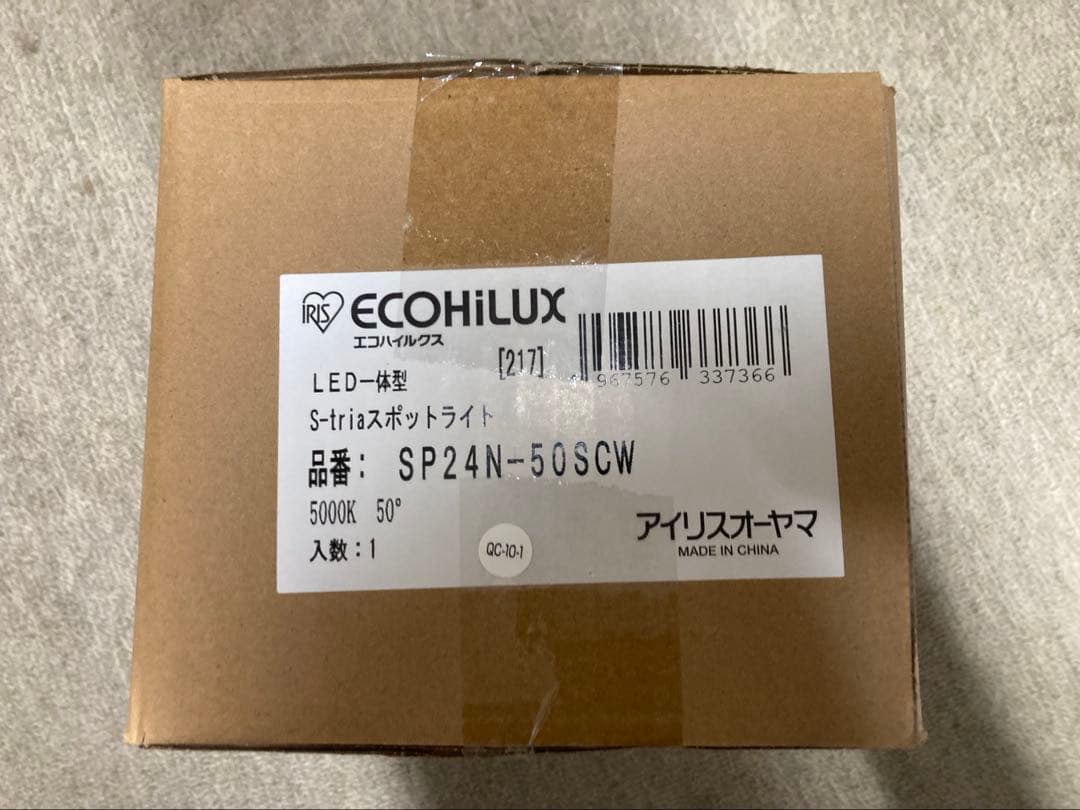 IRIS ECOHiLUX
エコハイルクス
[217]
967576 337366
LED一体型
S-triaスポットライト
品番: SP24N-50SCW
5000K 50°
入数:1
QC-10-1
アイリスオーヤマ
MADE IN CHINA